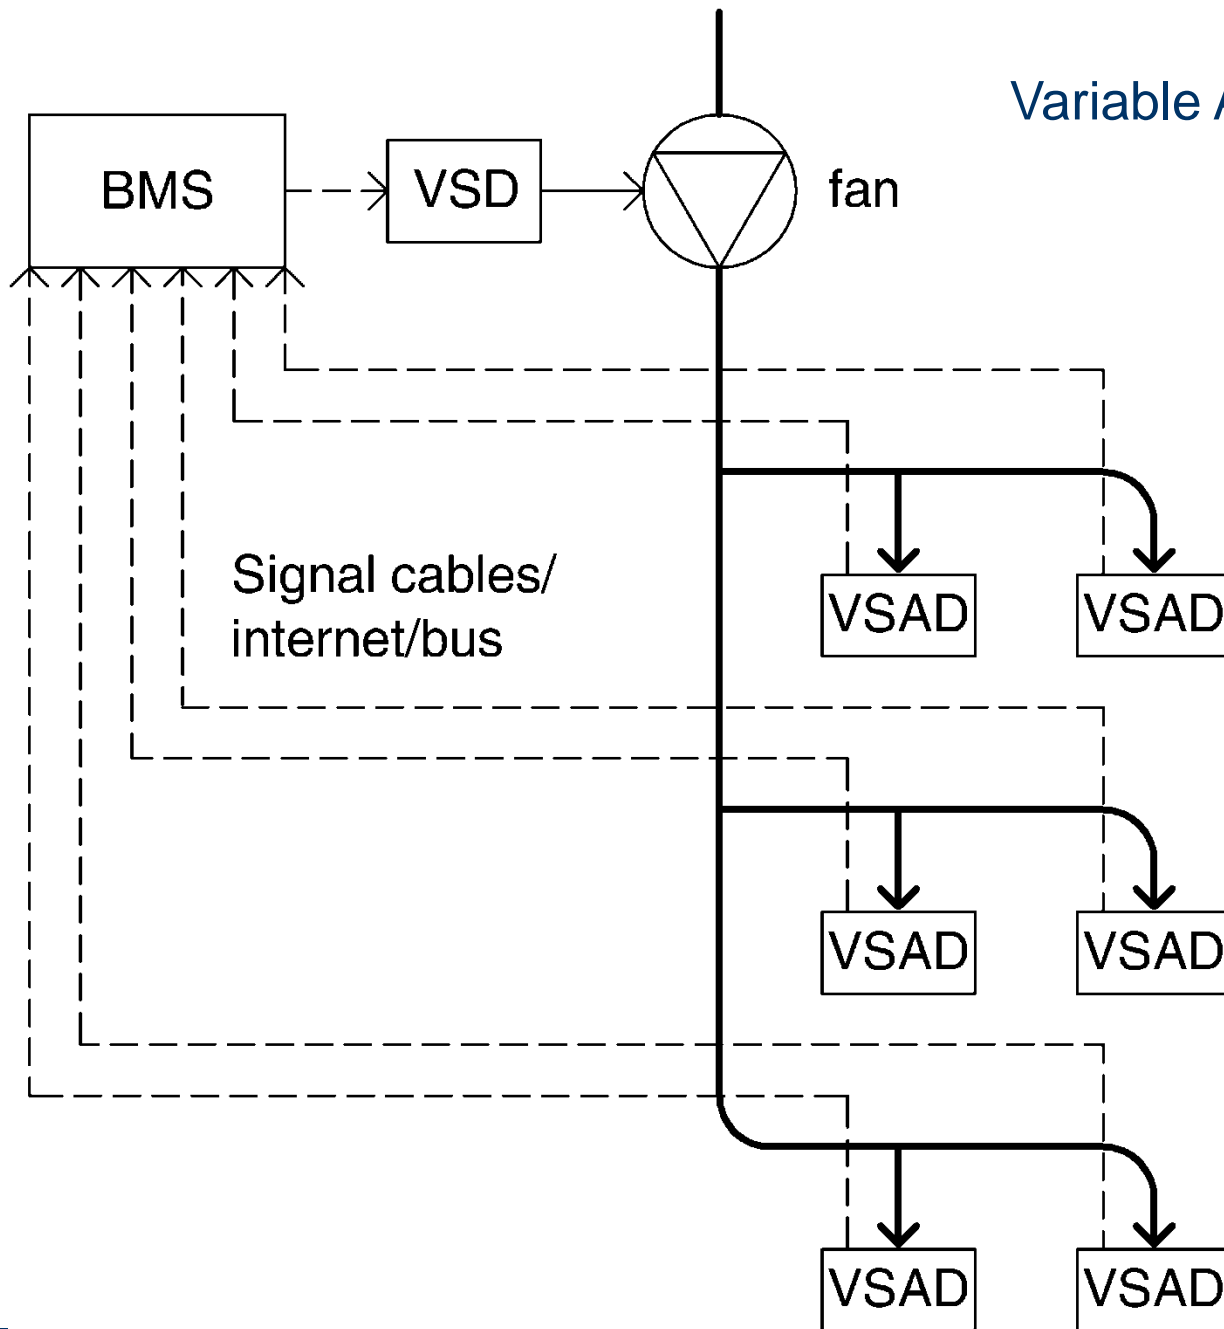 Variable A
BMS
VSD
fan
Signal cables/
internet/bus
VSAD
VSAD
VSAD
VSAD
VSAD
VSAD